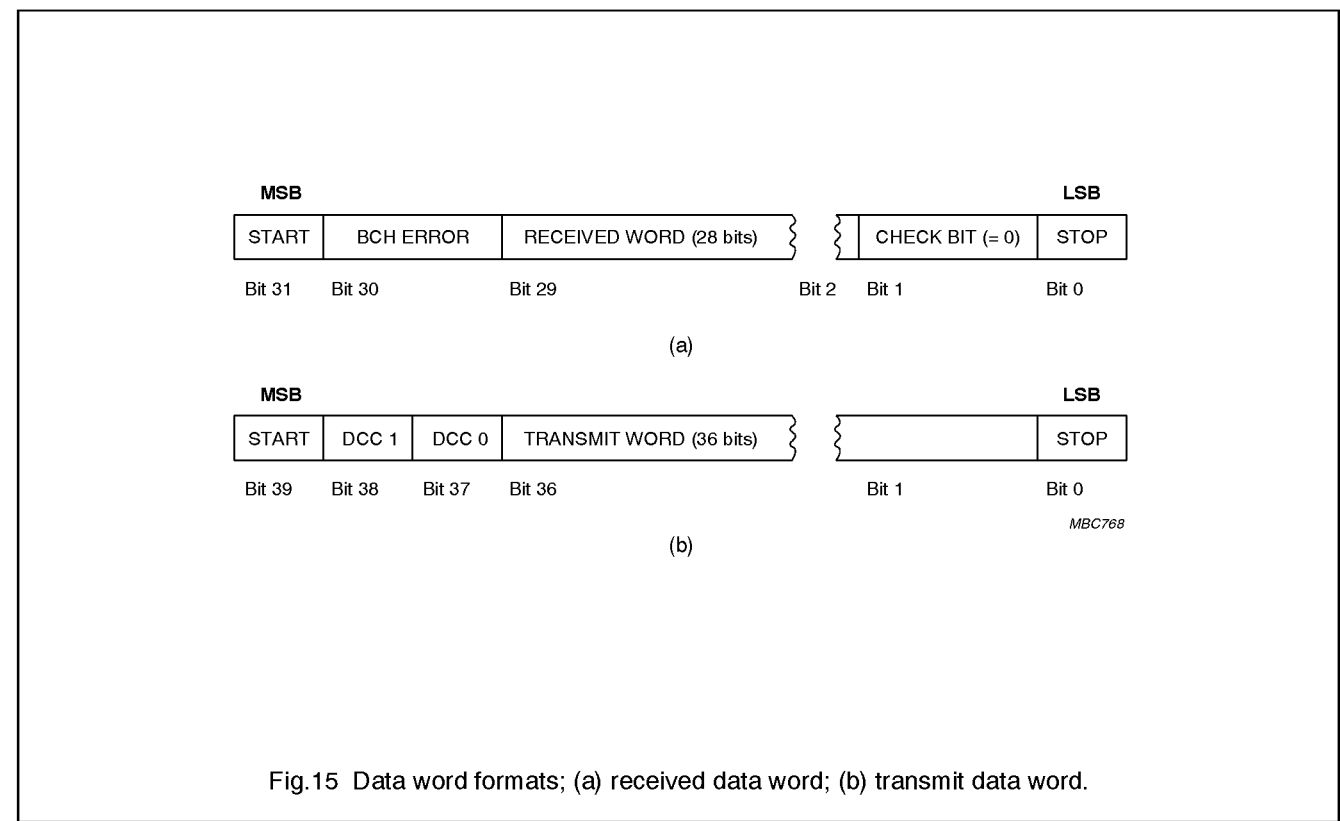 MSB LSB
START BCH ERROR RECEIVED WORD (28 bits) CHECK BIT (= 0) STOP
Bit 31 Bit 30 Bit 29 Bit 2 Bit 1 Bit 0
(a)
MSB LSB
START DCC 1 DCC 0 TRANSMIT WORD (36 bits) STOP
Bit 39 Bit 38 Bit 37 Bit 36 Bit 1 Bit 0
MBC768
(b)
Fig.15 Data word formats; (a) received data word; (b) transmit data word.